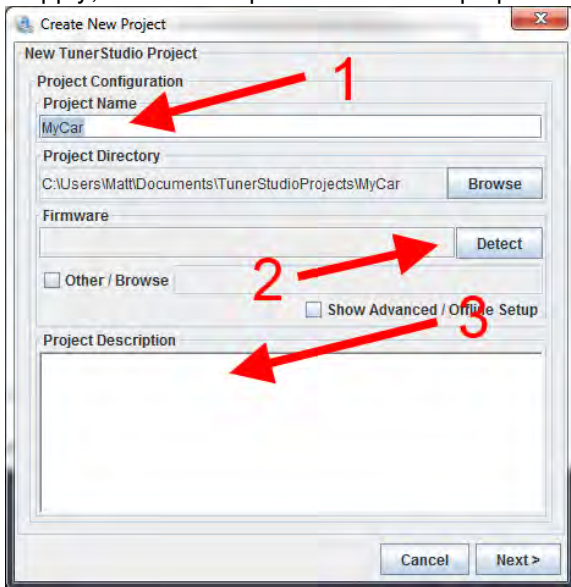 Create New Project
New TunerStudio Project
Project Configuration
1
Project Name
MyCar
Project Directory
C:\Users\Matt\Documents\TunerStudioProjects\MyCar Browse
Firmware
Detect
2
Other / Browse
Show Advanced / Offline Setup
3
Project Description
Cancel Next >